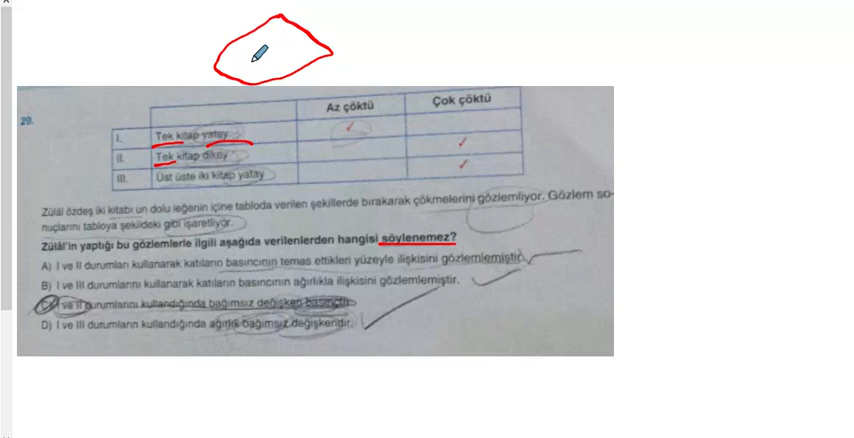 29.
Az çöktü Çok çöktü
I. Tek kitap yatay ✓
II. Tek kitap dikey ✓
III. Üst üste iki kitap yatay ✓
Zülâl özdeş iki kitabı un dolu leğenin içine tabloda verilen şekillerde bırakarak çökmelerini gözlemliyor. Gözlem so-
nuçlarını tabloya şekildeki gibi işaretliyor.
Zülâl'in yaptığı bu gözlemlerle ilgili aşağıda verilenlerden hangisi söylenemez?
A) I ve II durumları kullanarak katıların basıncının temas ettikleri yüzeyle ilişkisini gözlemlemiştir.
B) I ve III durumlarını kullanarak katıların basıncının ağırlıkla ilişkisini gözlemlemiştir.
C) I ve II durumlarını kullandığında bağımsız değişken basınçtır.
D) I ve III durumların kullandığında ağırlık bağımsız değişkendir.